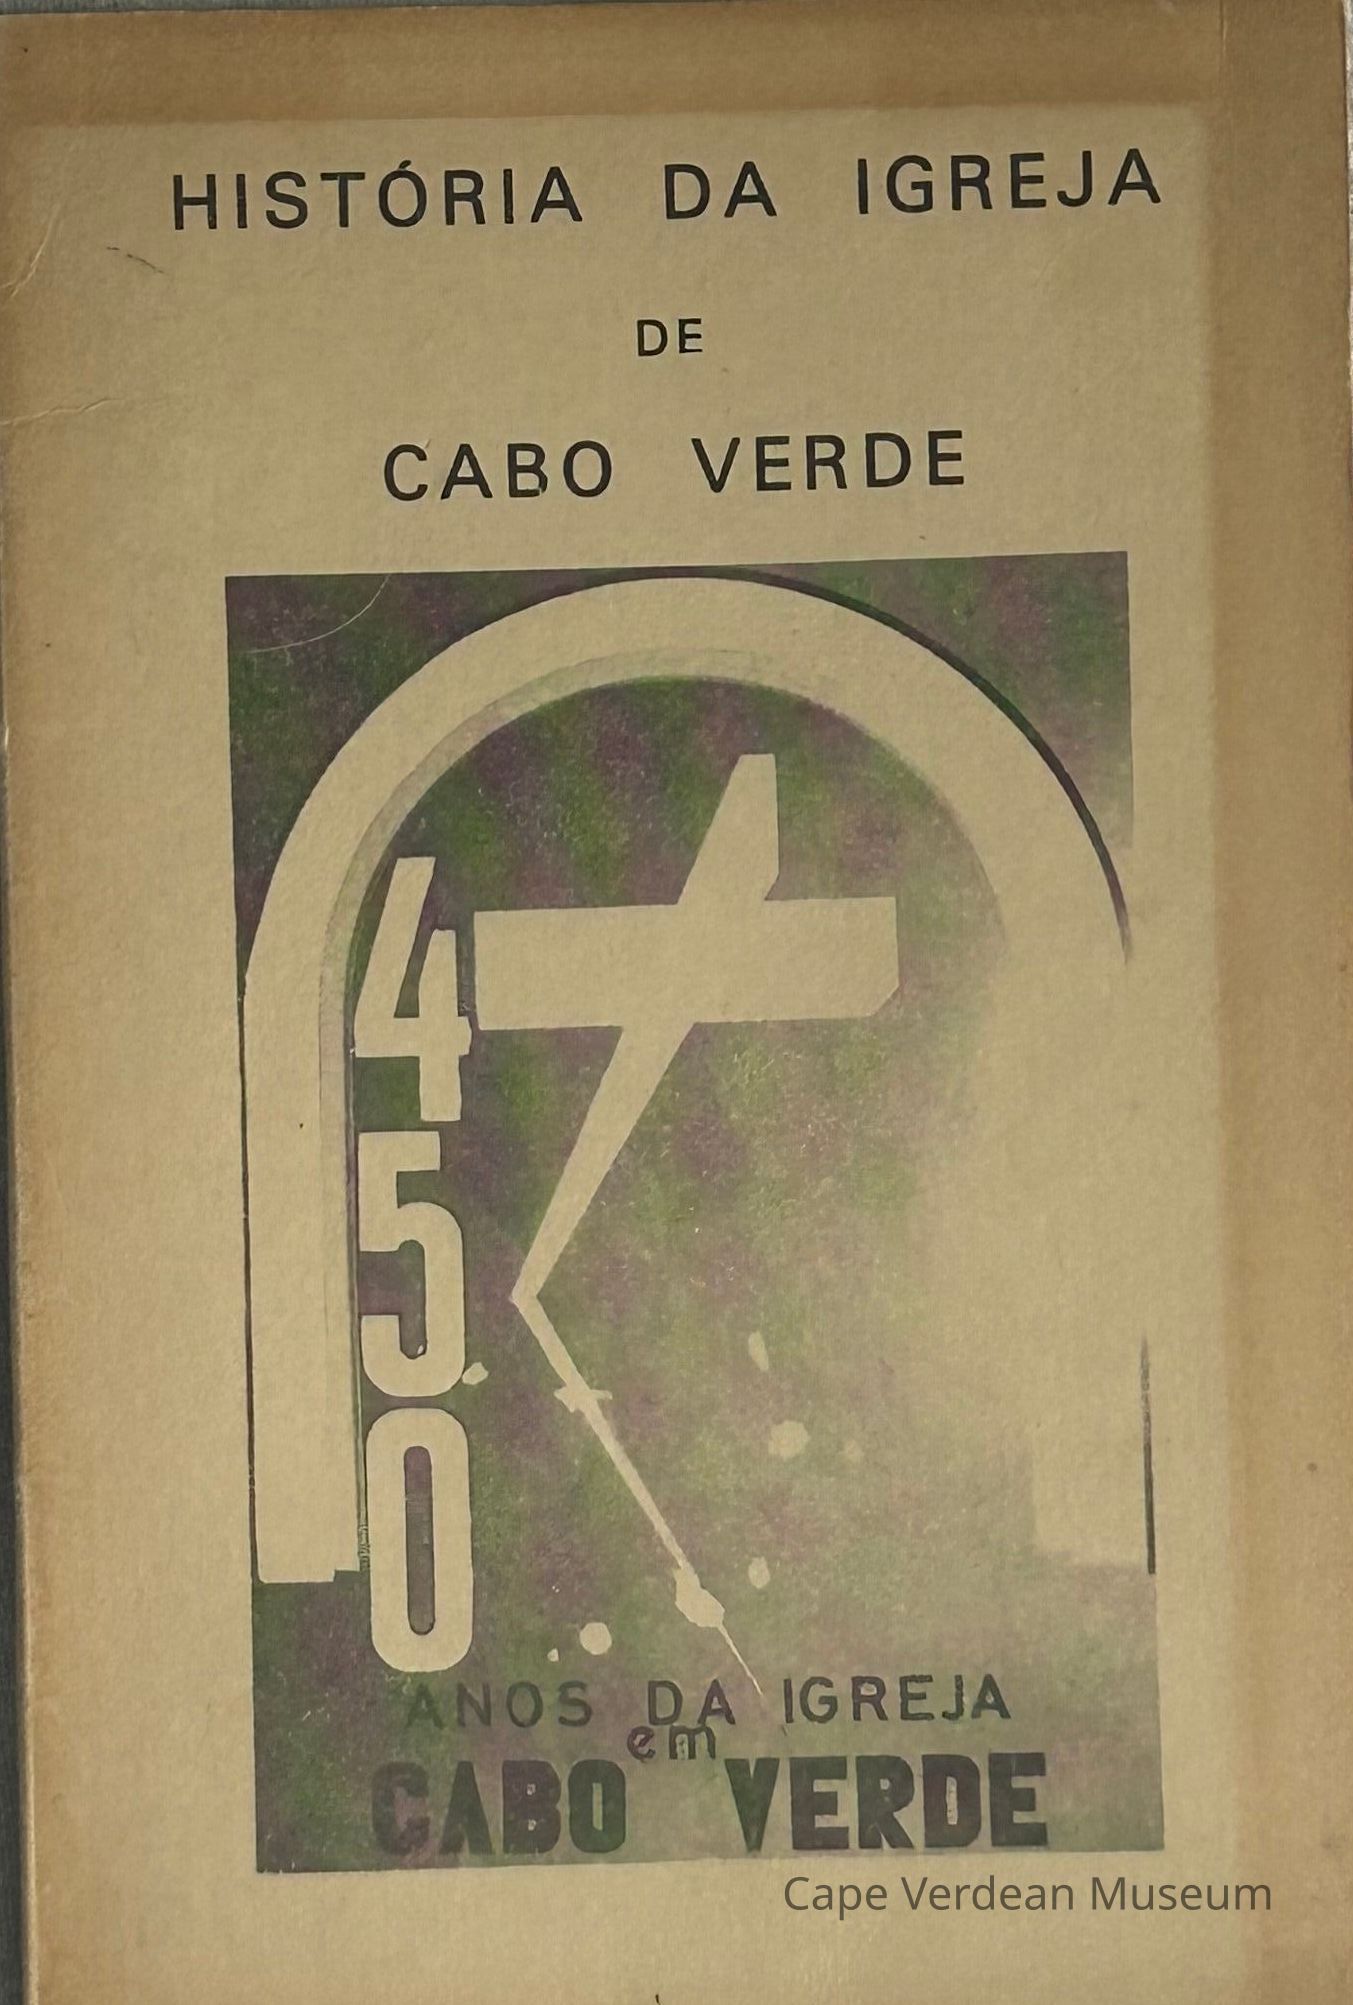 HISTÓRIA DA IGREJA
DE
CABO VERDE
450
ANOS DA IGREJA
em
CABO VERDE
Cape Verdean Museum